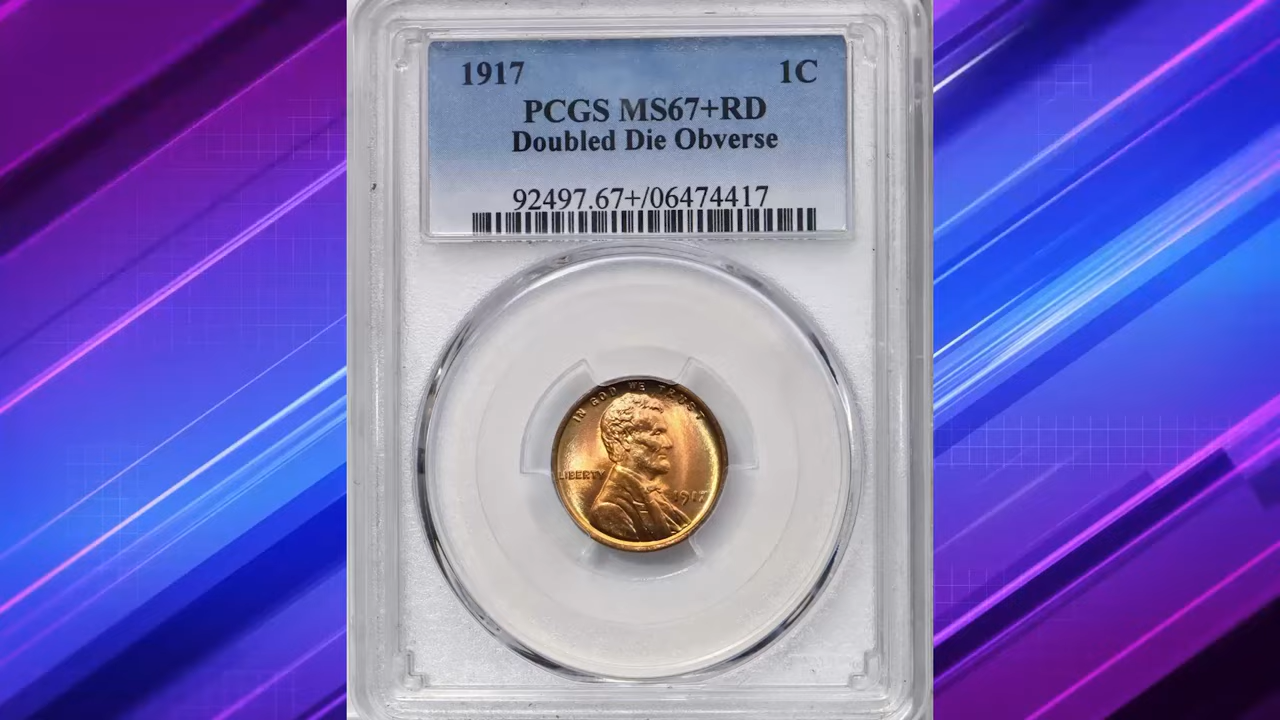 1917 1C
PCGS MS67+RD
Doubled Die Obverse
92497.67+/06474417
IN GOD WE TRUST
LIBERTY
1917